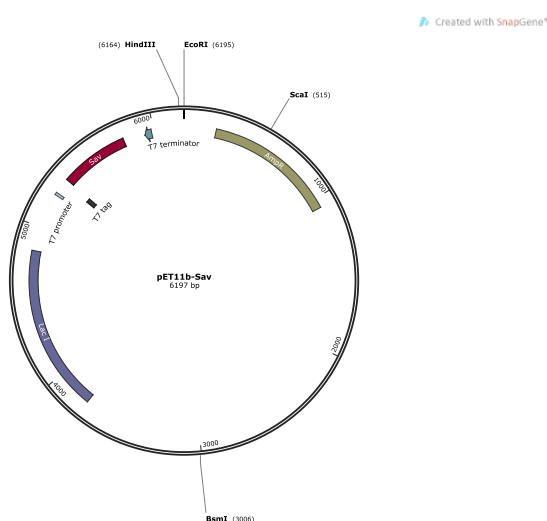 Created with SnapGene®
(6164) HindIII
EcoRI (6195)
ScaI (515)
6000
T7 terminator
AmpR
Sav
1000
T7 promoter
T7 tag
5000
pET11b-Sav
6197 bp
Lac I
2000
4000
3000
BsmI (3006)